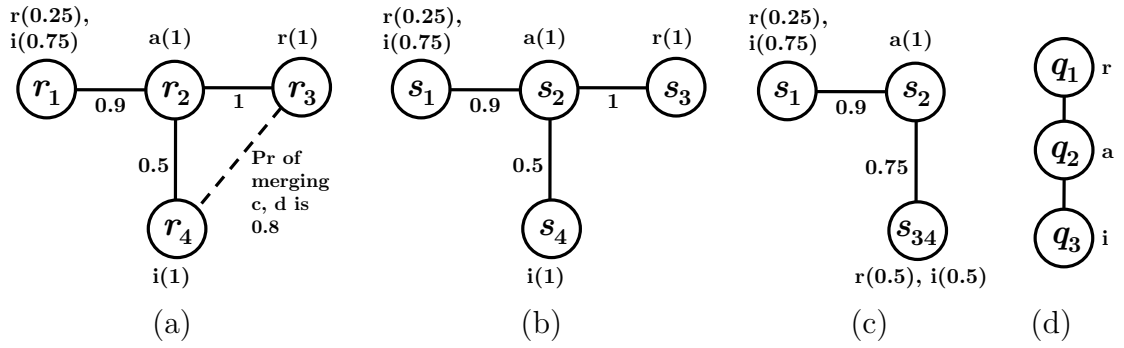 r(0.25),
i(0.75)
a(1)
r(1)
r1
0.9
r2
1
r3
0.5
Pr of
merging
c, d is
0.8
r4
i(1)
(a)
r(0.25),
i(0.75)
a(1)
r(1)
s1
0.9
s2
1
s3
0.5
s4
i(1)
(b)
r(0.25),
i(0.75)
a(1)
s1
0.9
s2
0.75
s34
r(0.5), i(0.5)
(c)
q1 r
q2 a
q3 i
(d)